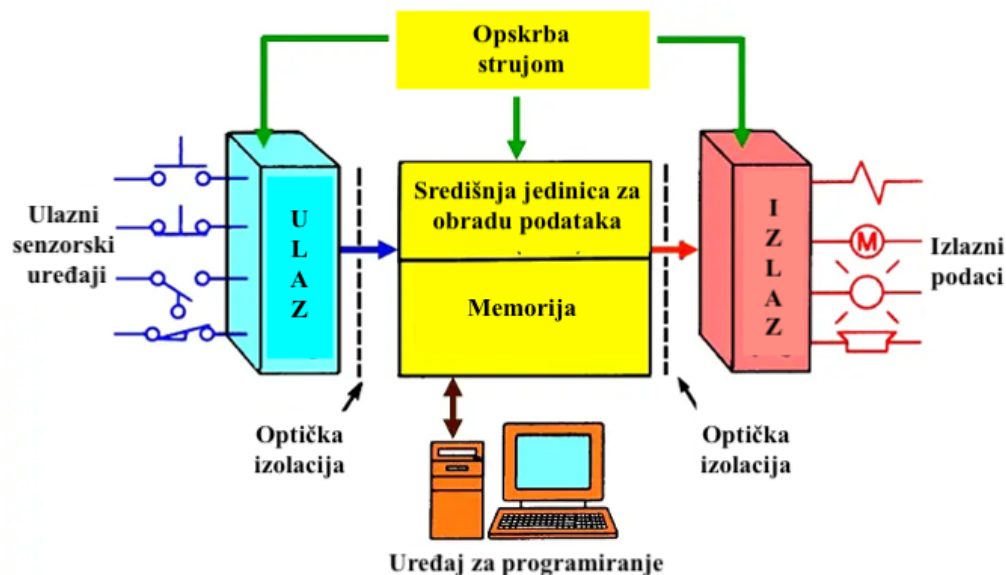 Opskrba
strujom
Ulazni
senzorski
uređaji
U
L
A
Z
Središnja jedinica za
obradu podataka
Memorija
I
Z
L
A
Z
M
Izlazni
podaci
Optička
izolacija
Optička
izolacija
Uređaj za programiranje